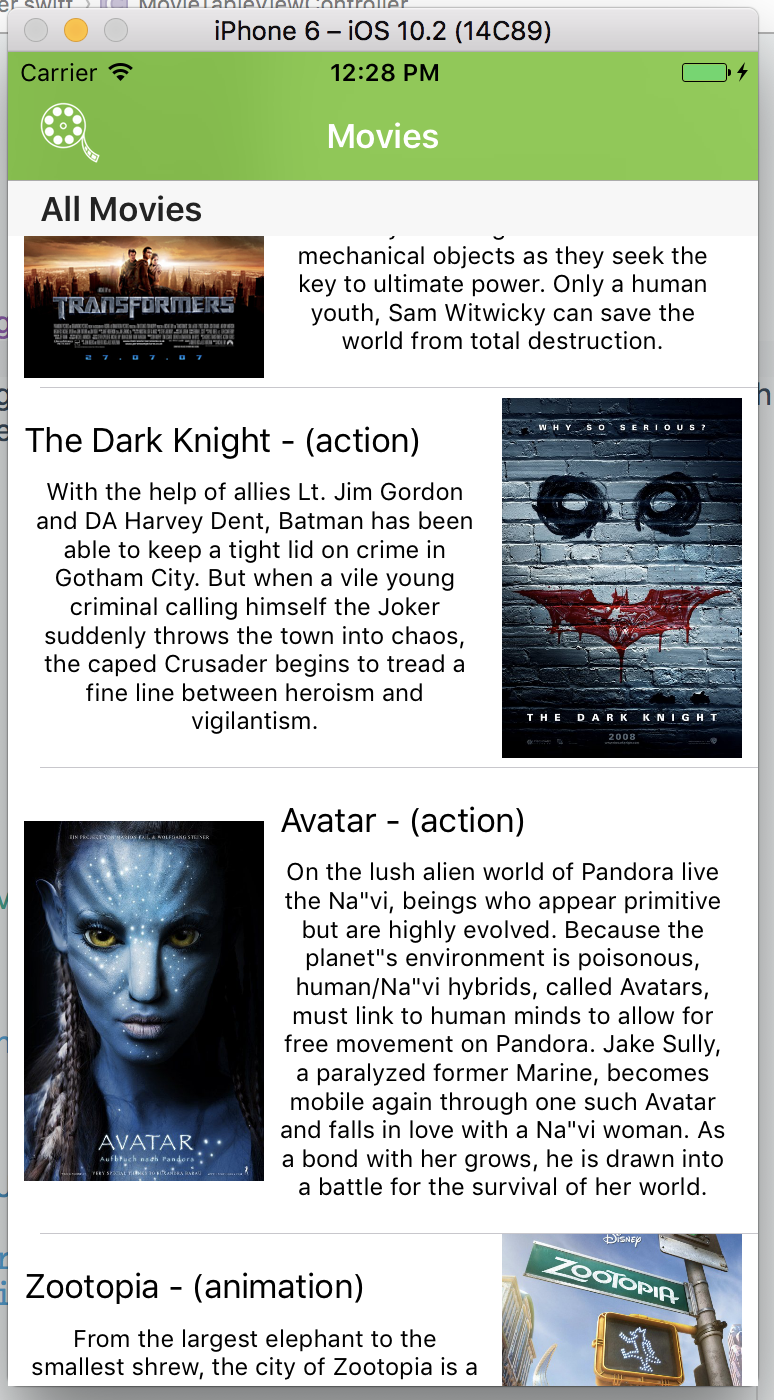 MovieTableViewController
iPhone 6 – iOS 10.2 (14C89)
Carrier
12:28 PM
Movies
All Movies
TRANSFORMERS
27.07.07
mechanical objects as they seek the
key to ultimate power. Only a human
youth, Sam Witwicky can save the
world from total destruction.
The Dark Knight - (action)
With the help of allies Lt. Jim Gordon
and DA Harvey Dent, Batman has been
able to keep a tight lid on crime in
Gotham City. But when a vile young
criminal calling himself the Joker
suddenly throws the town into chaos,
the caped Crusader begins to tread a
fine line between heroism and
vigilantism.
WHY SO SERIOUS?
THE DARK KNIGHT
2008
Avatar - (action)
On the lush alien world of Pandora live
the Na"vi, beings who appear primitive
but are highly evolved. Because the
planet"s environment is poisonous,
human/Na"vi hybrids, called Avatars,
must link to human minds to allow for
free movement on Pandora. Jake Sully,
a paralyzed former Marine, becomes
mobile again through one such Avatar
and falls in love with a Na"vi woman. As
a bond with her grows, he is drawn into
a battle for the survival of her world.
AVATAR
Aufbruch nach Pandora
Zootopia - (animation)
From the largest elephant to the
smallest shrew, the city of Zootopia is a
DISNEY
ZOOTOPIA